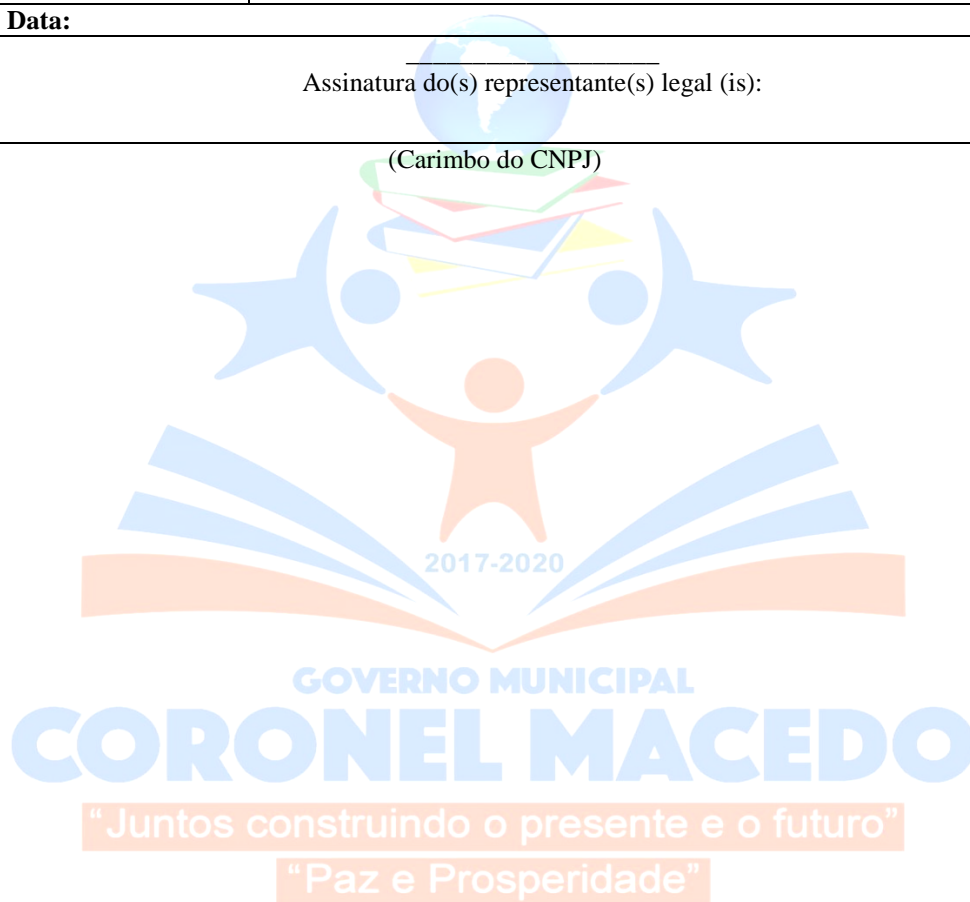 Data:
___________________
Assinatura do(s) representante(s) legal (is):
(Carimbo do CNPJ)
2017-2020
GOVERNO MUNICIPAL
CORONEL MACEDO
“Juntos construindo o presente e o futuro”
“Paz e Prosperidade”